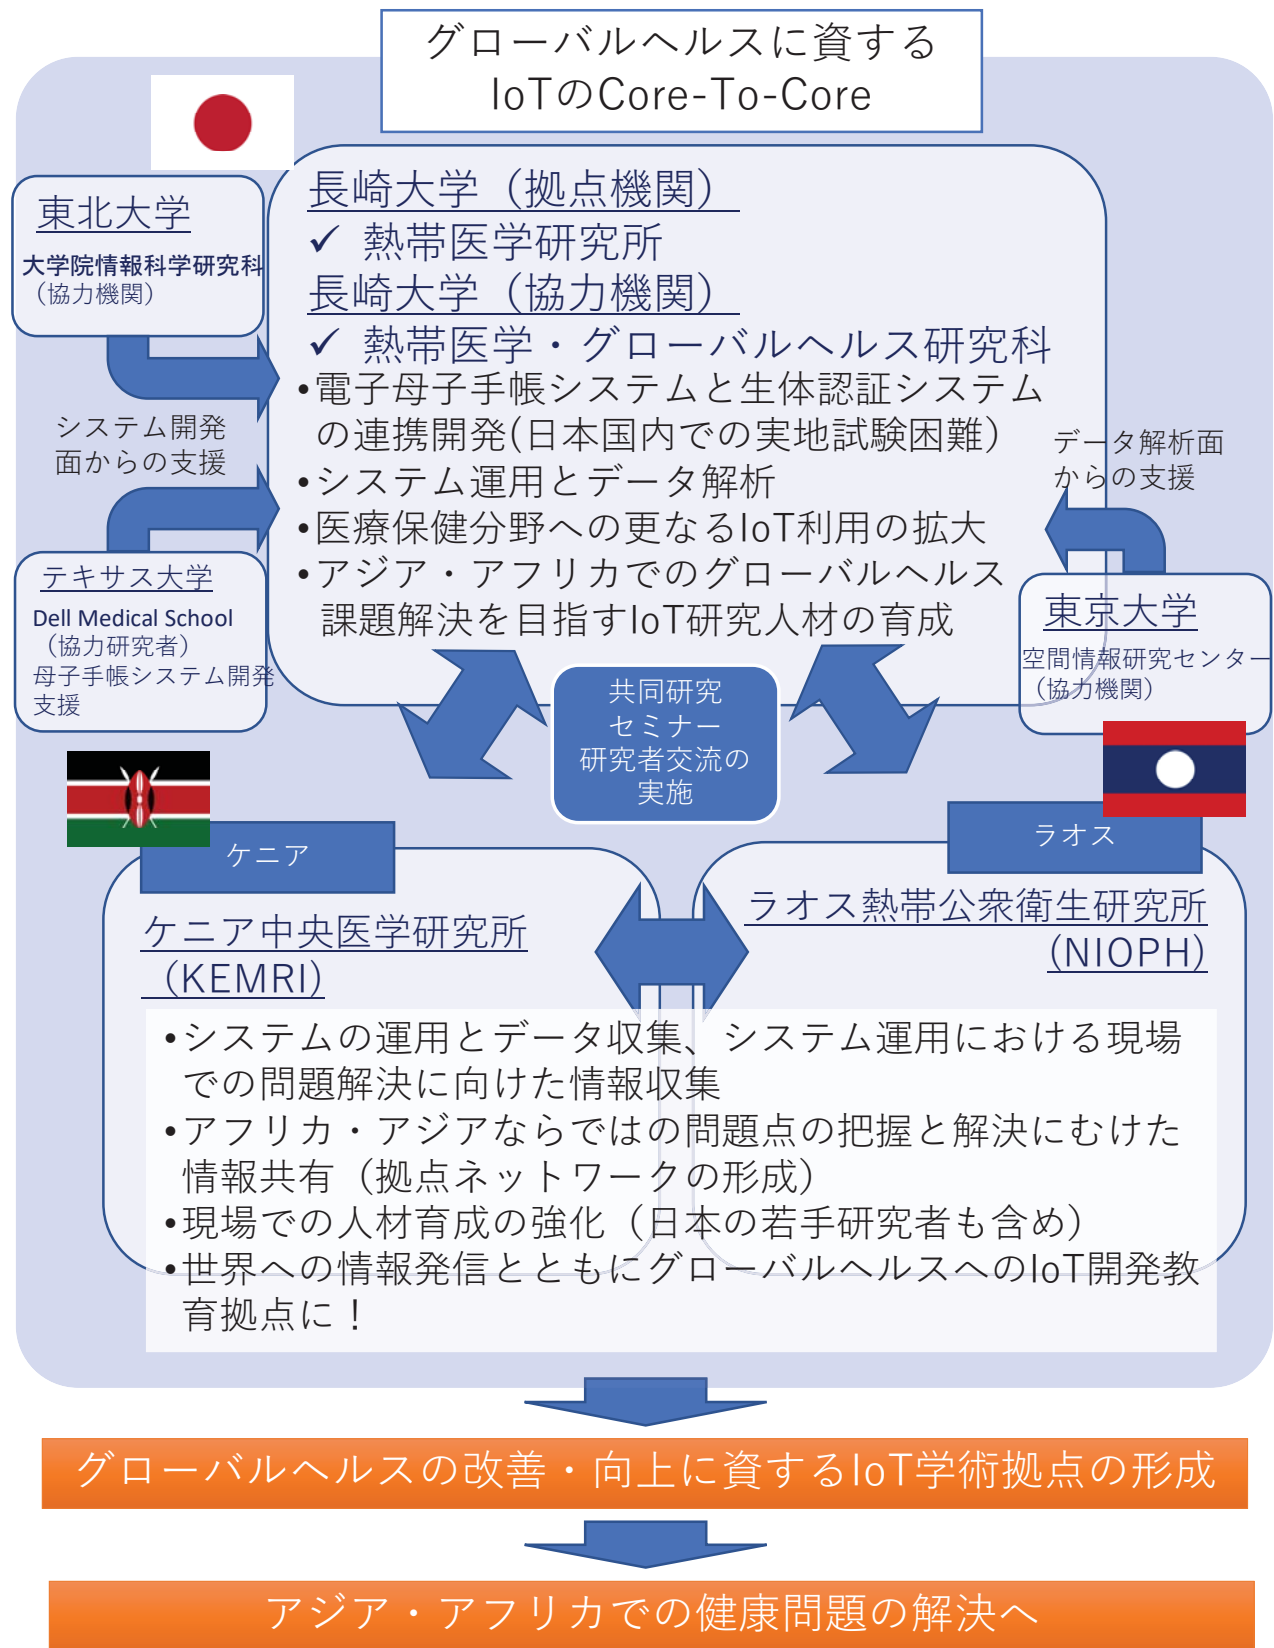 グローバルヘルスに資する
IoTのCore-To-Core
東北大学
大学院情報科学研究科
（協力機関）
システム開発
面からの支援
テキサス大学
Dell Medical School
（協力研究者）
母子手帳システム開発
支援
長崎大学（拠点機関）
✓ 熱帯医学研究所
長崎大学（協力機関）
✓ 熱帯医学・グローバルヘルス研究科
•電子母子手帳システムと生体認証システム
の連携開発(日本国内での実地試験困難）
•システム運用とデータ解析
•医療保健分野への更なるIoT利用の拡大
•アジア・アフリカでのグローバルヘルス
課題解決を目指すIoT研究人材の育成
データ解析面
からの支援
東京大学
空間情報研究センター
（協力機関）
共同研究
セミナー
研究者交流の
実施
ケニア
ケニア中央医学研究所
（KEMRI)
ラオス
ラオス熱帯公衆衛生研究所
(NIOPH)
•システムの運用とデータ収集、システム運用における現場
での問題解決に向けた情報収集
•アフリカ・アジアならではの問題点の把握と解決にむけた
情報共有（拠点ネットワークの形成）
•現場での人材育成の強化（日本の若手研究者も含め）
•世界への情報発信とともにグローバルヘルスへのIoT開発教
育拠点に！
グローバルヘルスの改善・向上に資するIoT学術拠点の形成
アジア・アフリカでの健康問題の解決へ